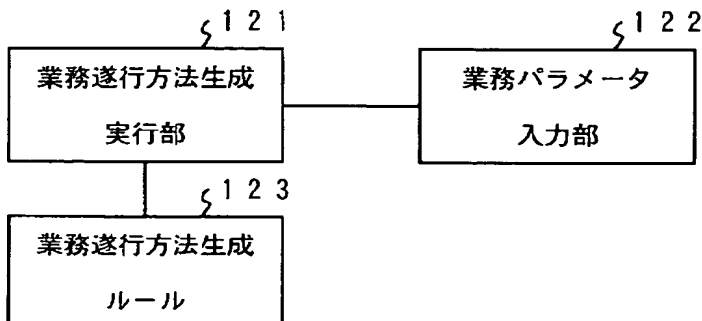 121
業務遂行方法生成
実行部
122
業務パラメータ
入力部
123
業務遂行方法生成
ルール